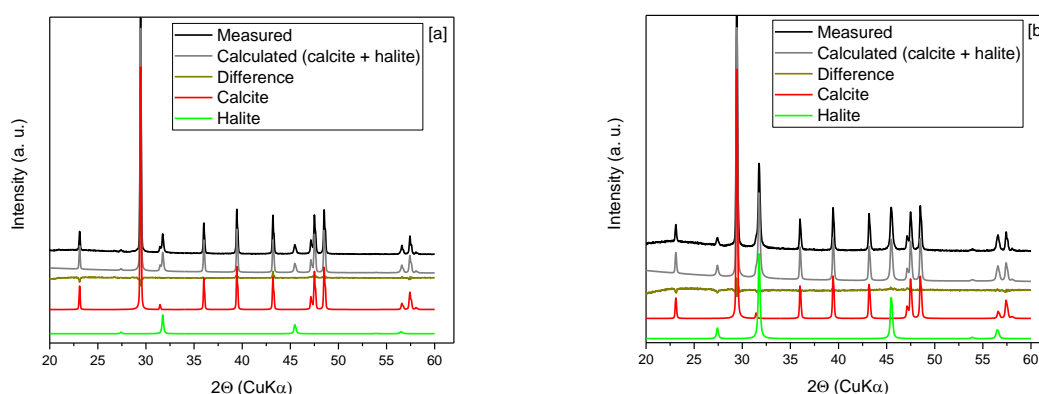 [a]
Measured
Calculated (calcite + halite)
Difference
Calcite
Halite
Intensity (a. u.)
20 25 30 35 40 45 50 55 60
2Θ (CuKα)
[b
Measured
Calculated (calcite + halite)
Difference
Calcite
Halite
Intensity (a. u.)
20 25 30 35 40 45 50 55 60
2Θ (CuKα)